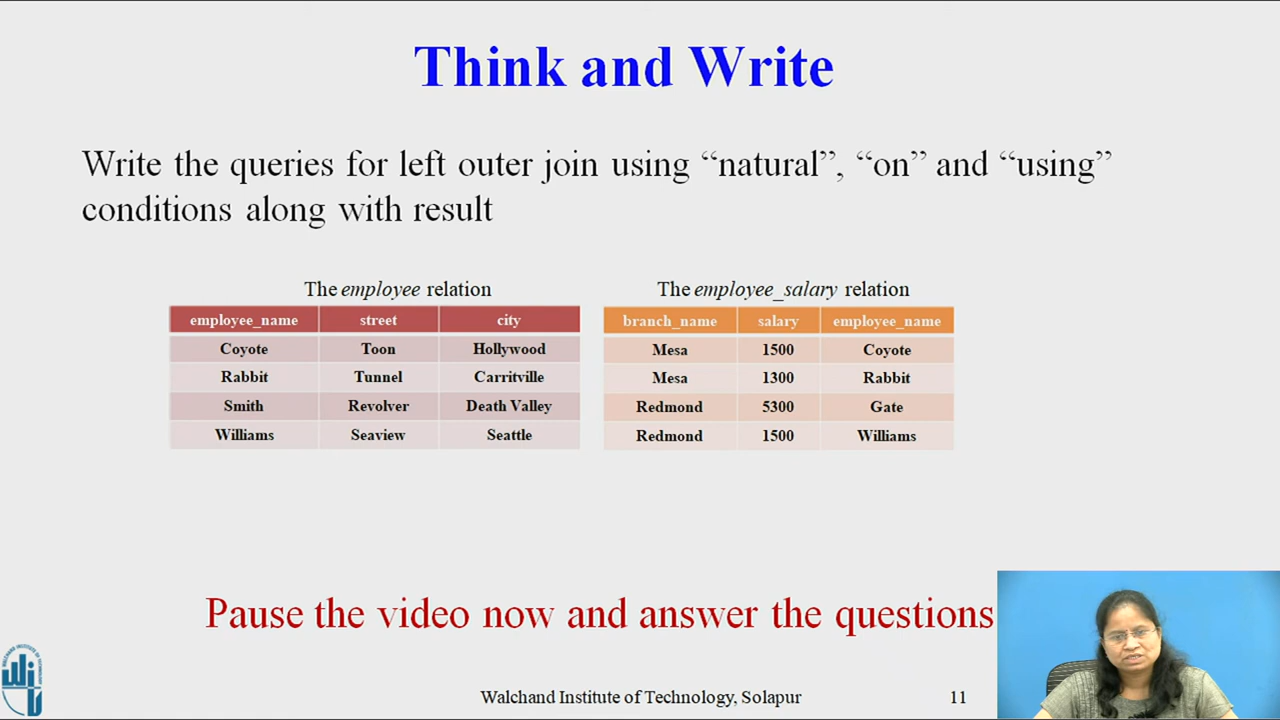 Think and Write
Write the queries for left outer join using “natural”, “on” and “using”
conditions along with result
The employee relation
employee_name street city
Coyote Toon Hollywood
Rabbit Tunnel Carritville
Smith Revolver Death Valley
Williams Seaview Seattle
The employee_salary relation
branch_name salary employee_name
Mesa 1500 Coyote
Mesa 1300 Rabbit
Redmond 5300 Gate
Redmond 1500 Williams
Pause the video now and answer the questions
Walchand Institute of Technology, Solapur 11